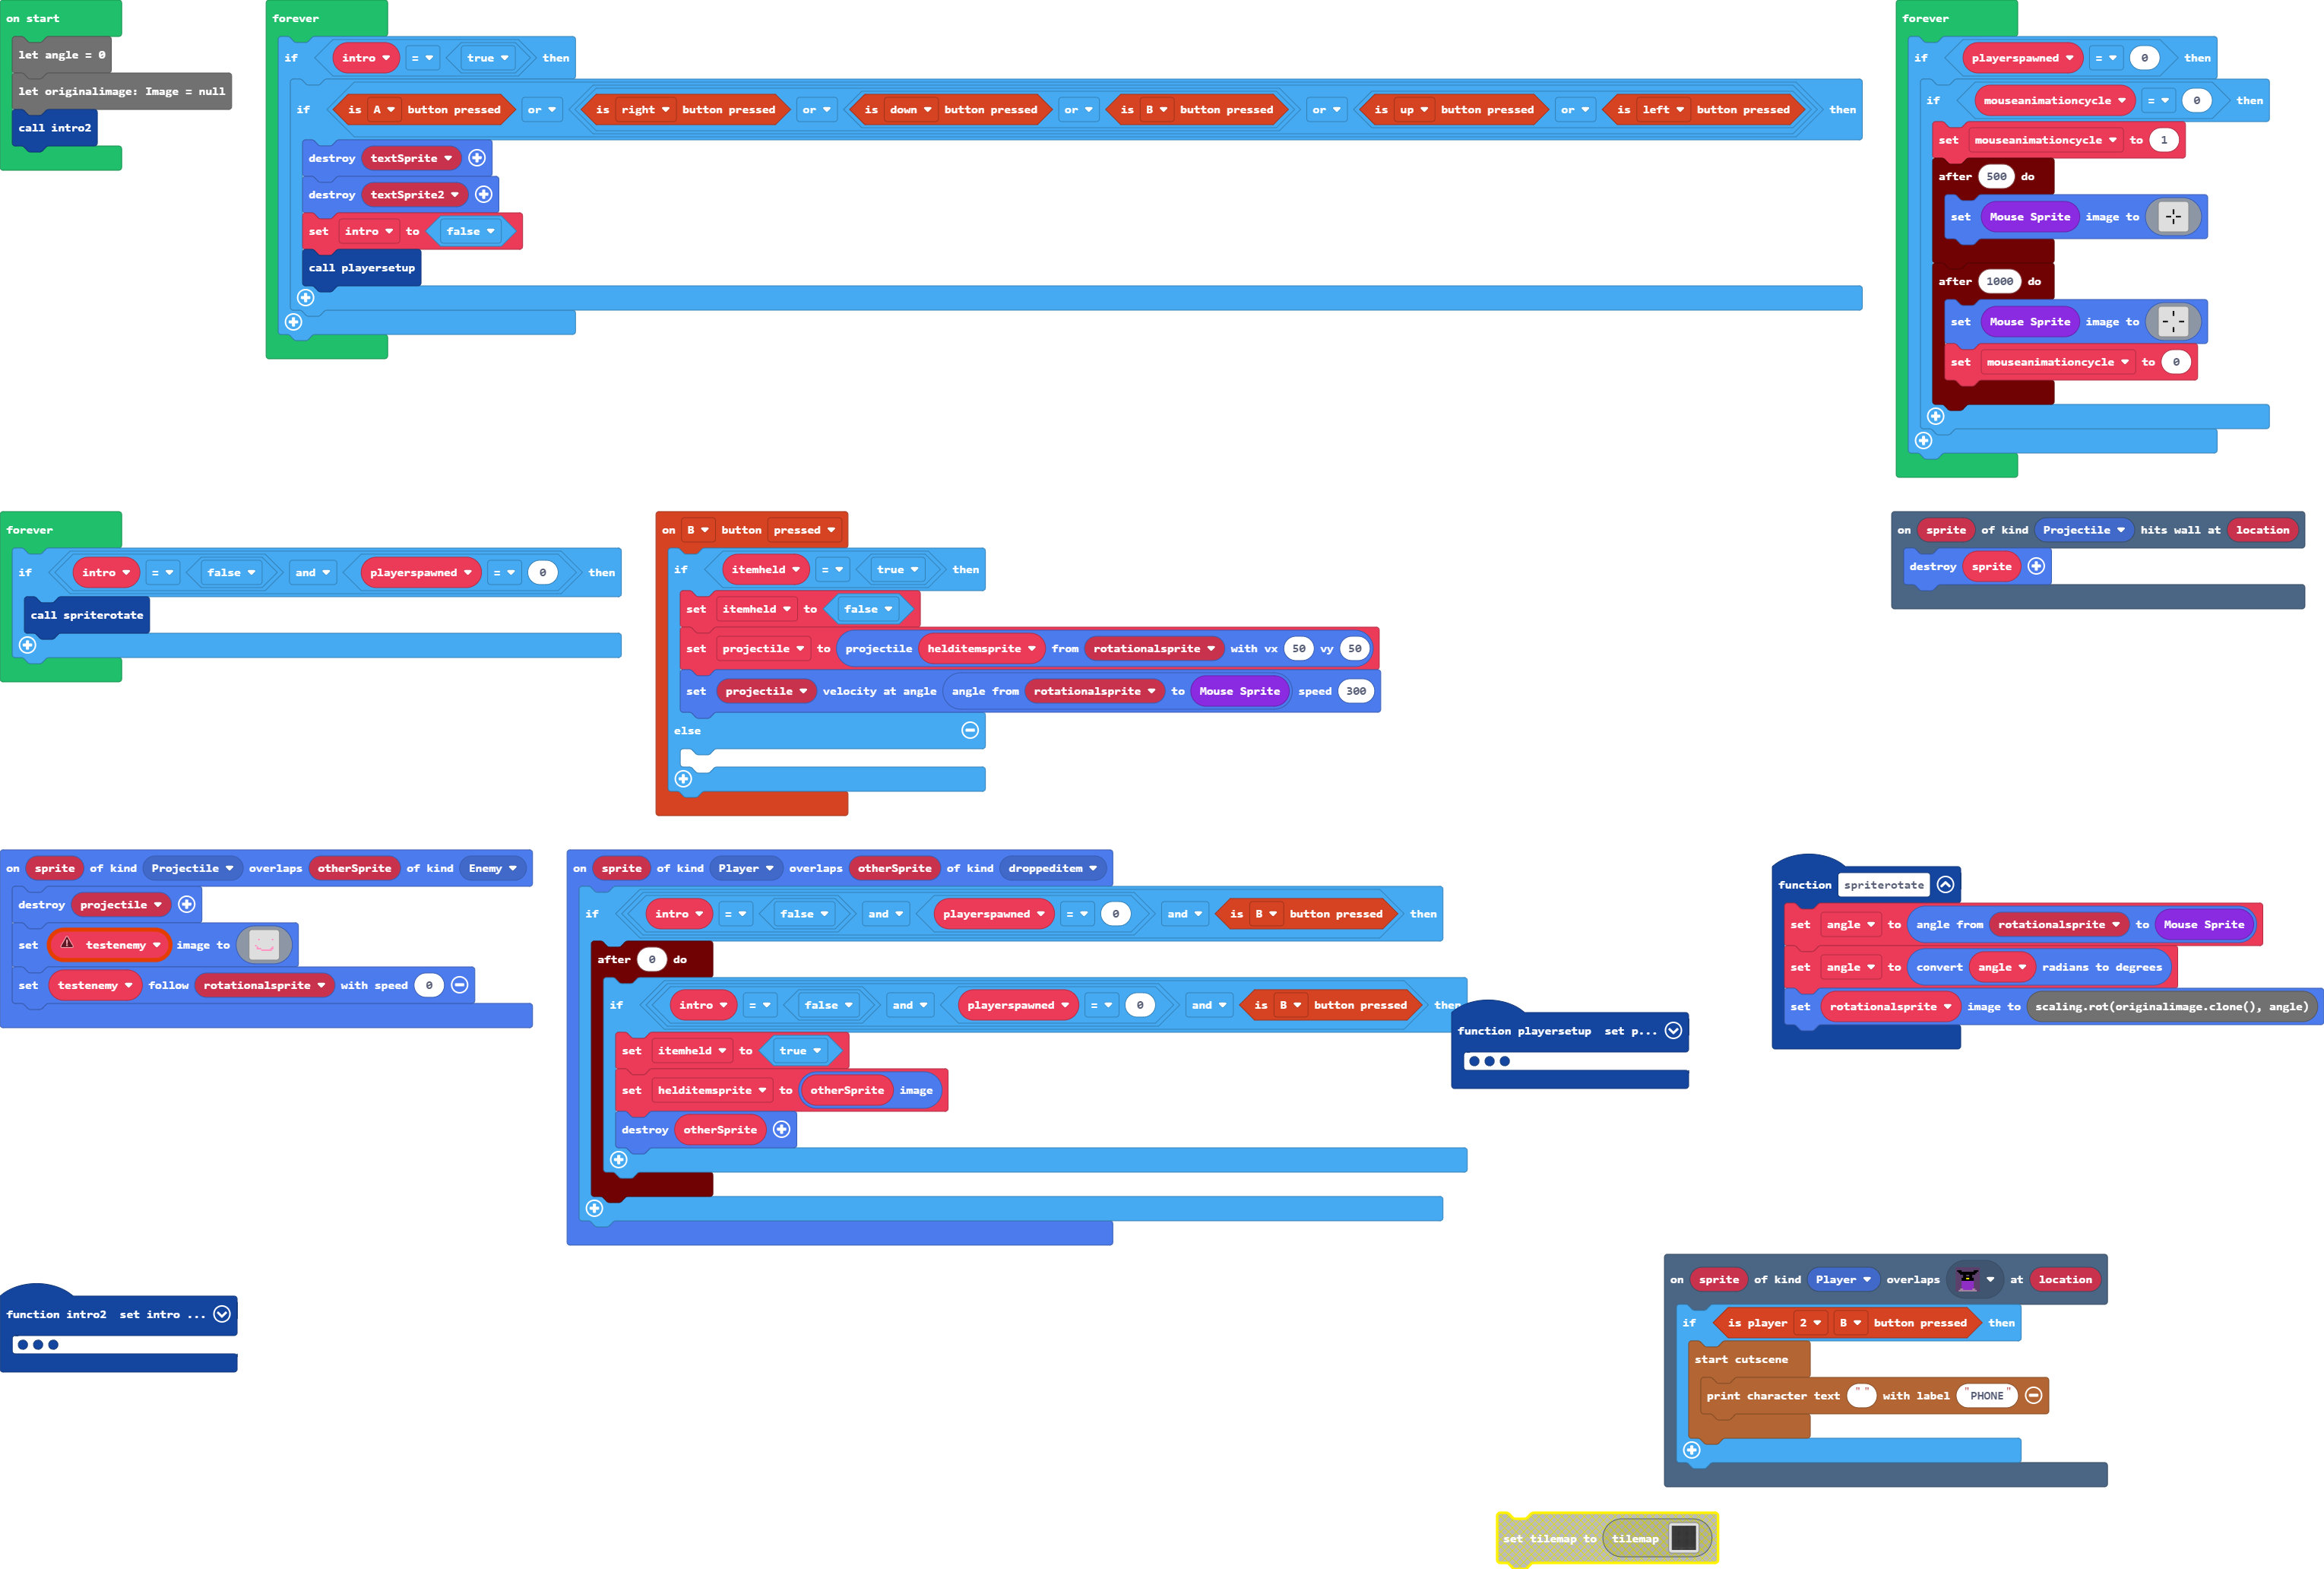 on start
let angle = 0
let originalimage: Image = null
call intro2
forever
if intro = true then
if is A button pressed or is right button pressed or is down button pressed or is B button pressed or is up button pressed or is left button pressed then
destroy textSprite
destroy textSprite2
set intro to false
call playersetup
forever
if playerspawned = 0 then
if mouseanimationcycle = 0 then
set mouseanimationcycle to 1
after 500 do
set Mouse Sprite image to
after 1000 do
set Mouse Sprite image to
set mouseanimationcycle to 0
forever
if intro = false and playerspawned = 0 then
call spriterotate
on B button pressed
if itemheld = true then
set itemheld to false
set projectile to projectile helditemsprite from rotationalsprite with vx 50 vy 50
set projectile velocity at angle angle from rotationalsprite to Mouse Sprite speed 300
else
on sprite of kind Projectile hits wall at location
destroy sprite
on sprite of kind Projectile overlaps otherSprite of kind Enemy
destroy projectile
set testenemy image to
set testenemy follow rotationalsprite with speed 0
on sprite of kind Player overlaps otherSprite of kind droppeditem
if intro = false and playerspawned = 0 and is B button pressed then
after 0 do
if intro = false and playerspawned = 0 and is B button pressed then
set itemheld to true
set helditemsprite to otherSprite image
destroy otherSprite
function playersetup set p...
function spriterotate
set angle to angle from rotationalsprite to Mouse Sprite
set angle to convert angle radians to degrees
set rotationalsprite image to scaling.rot(originalimage.clone(), angle)
function intro2 set intro ...
on sprite of kind Player overlaps at location
if is player 2 B button pressed then
start cutscene
print character text " " with label "PHONE"
set tilemap to tilemap